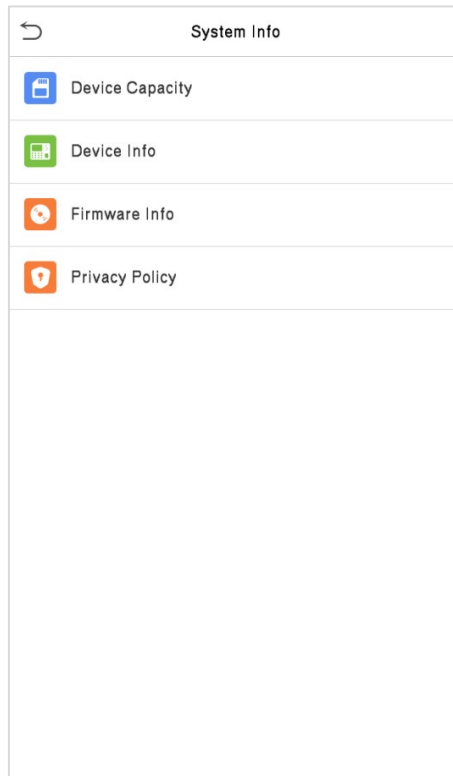 System Info
Device Capacity
Device Info
Firmware Info
Privacy Policy